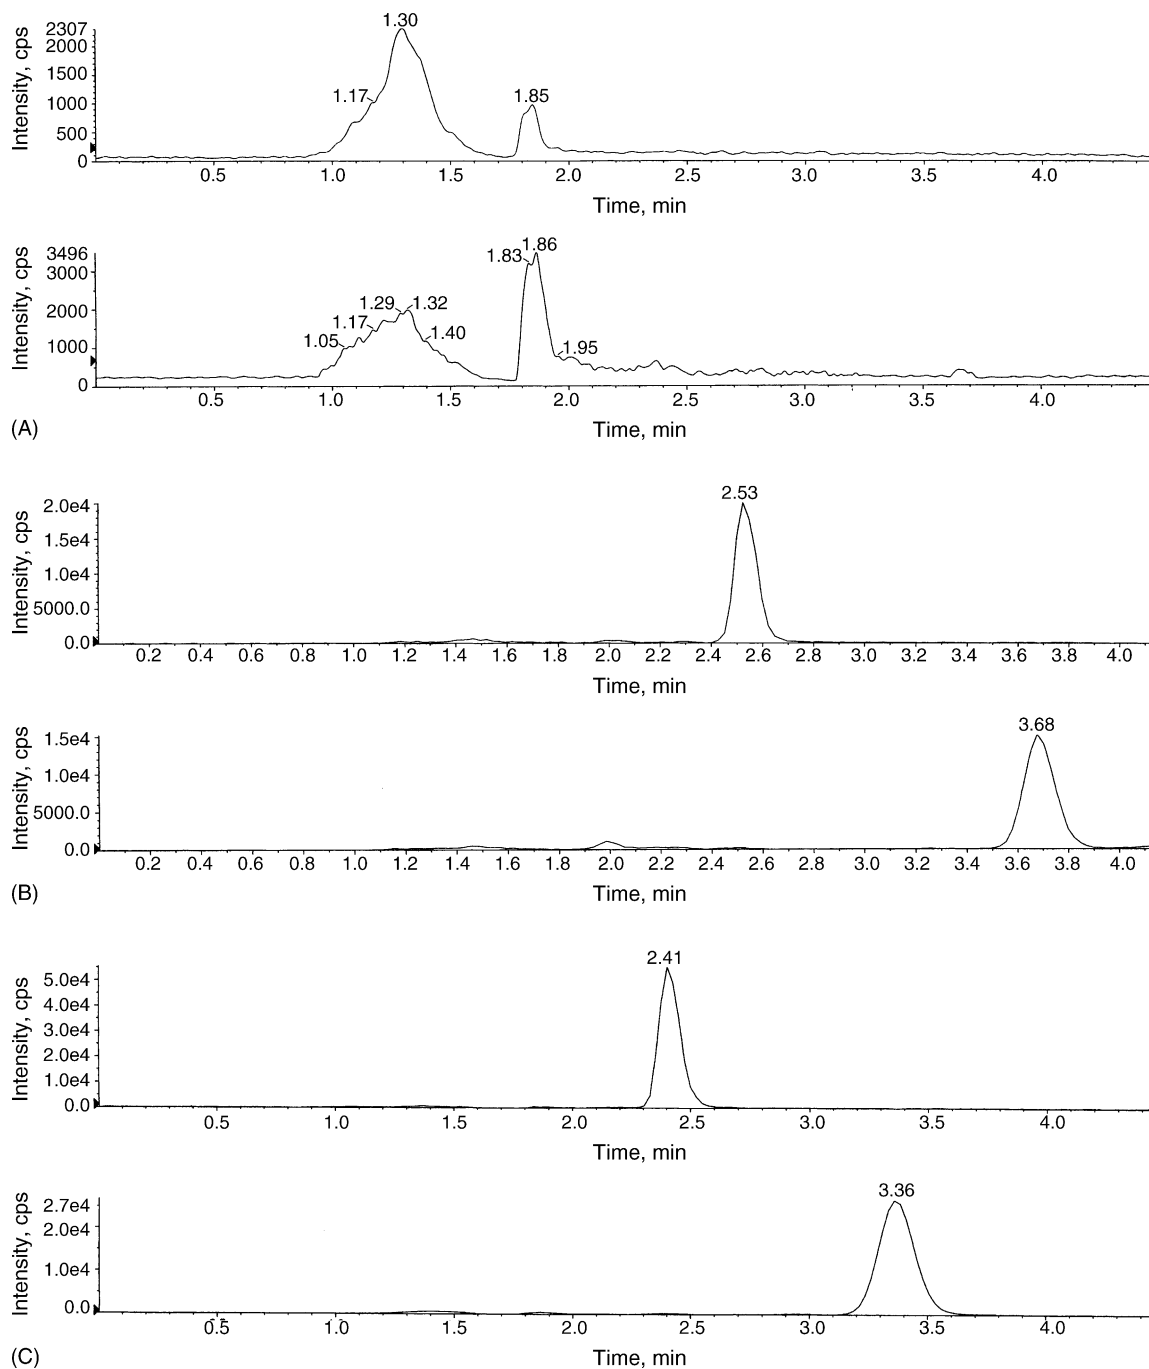 1.30
2307
2000
1500
1000
500
0
Intensity, cps
1.17
1.85
0.5 1.0 1.5 2.0 2.5 3.0 3.5 4.0
Time, min
3496
3000
2000
1000
0
Intensity, cps
1.05
1.17
1.29
1.32
1.40
1.83
1.86
1.95
0.5 1.0 1.5 2.0 2.5 3.0 3.5 4.0
Time, min
(A)
2.53
2.0e4
1.5e4
1.0e4
5000.0
0.0
Intensity, cps
0.2 0.4 0.6 0.8 1.0 1.2 1.4 1.6 1.8 2.0 2.2 2.4 2.6 2.8 3.0 3.2 3.4 3.6 3.8 4.0
Time, min
3.68
1.5e4
1.0e4
5000.0
0.0
Intensity, cps
0.2 0.4 0.6 0.8 1.0 1.2 1.4 1.6 1.8 2.0 2.2 2.4 2.6 2.8 3.0 3.2 3.4 3.6 3.8 4.0
Time, min
(B)
2.41
5.0e4
4.0e4
3.0e4
2.0e4
1.0e4
0.0
Intensity, cps
0.5 1.0 1.5 2.0 2.5 3.0 3.5 4.0
Time, min
3.36
2.7e4
2.0e4
1.0e4
0.0
Intensity, cps
0.5 1.0 1.5 2.0 2.5 3.0 3.5 4.0
Time, min
(C)